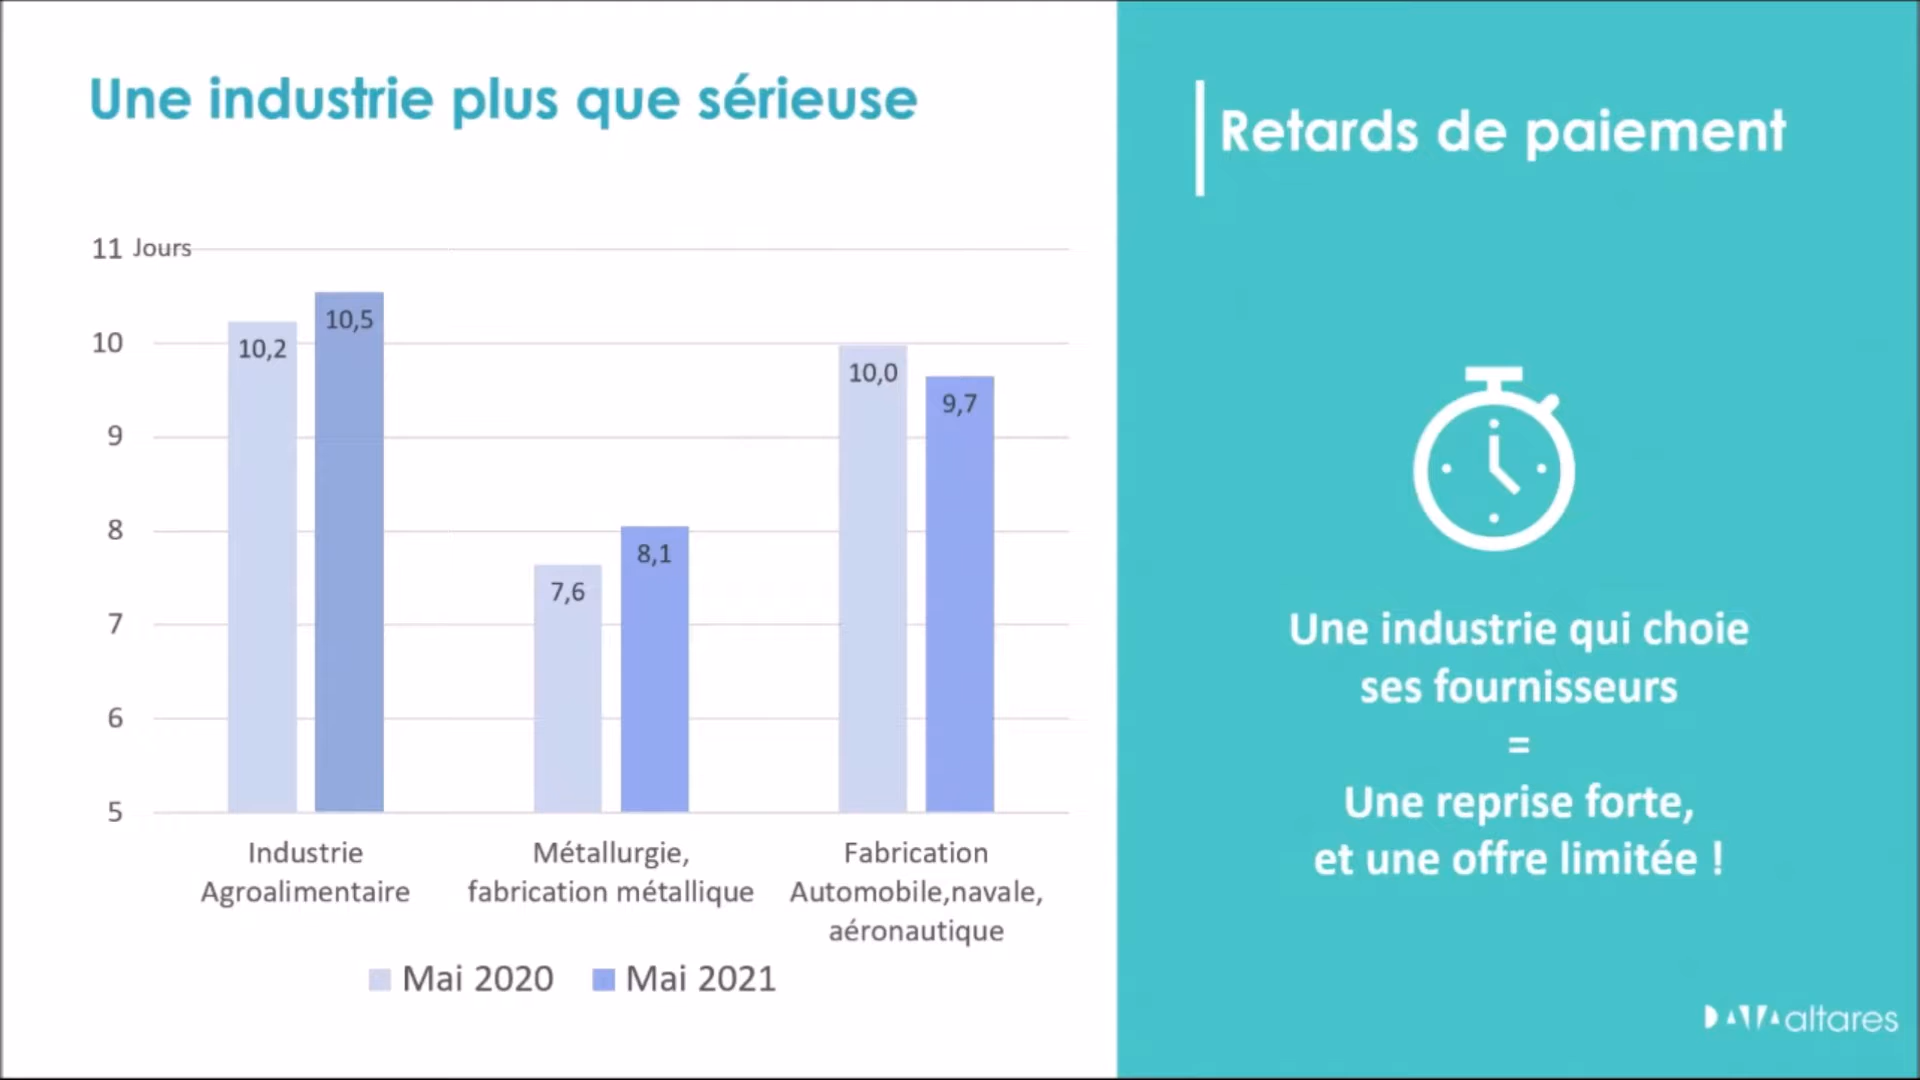 Une industrie plus que sérieuse
11 Jours
10
9
8
7
6
5
10,2
10,5
7,6
8,1
10,0
9,7
Industrie
Agroalimentaire
Métallurgie,
fabrication métallique
Fabrication
Automobile,navale,
aéronautique
Mai 2020
Mai 2021
Retards de paiement
Une industrie qui choie
ses fournisseurs
=
Une reprise forte,
et une offre limitée !
DATA altares